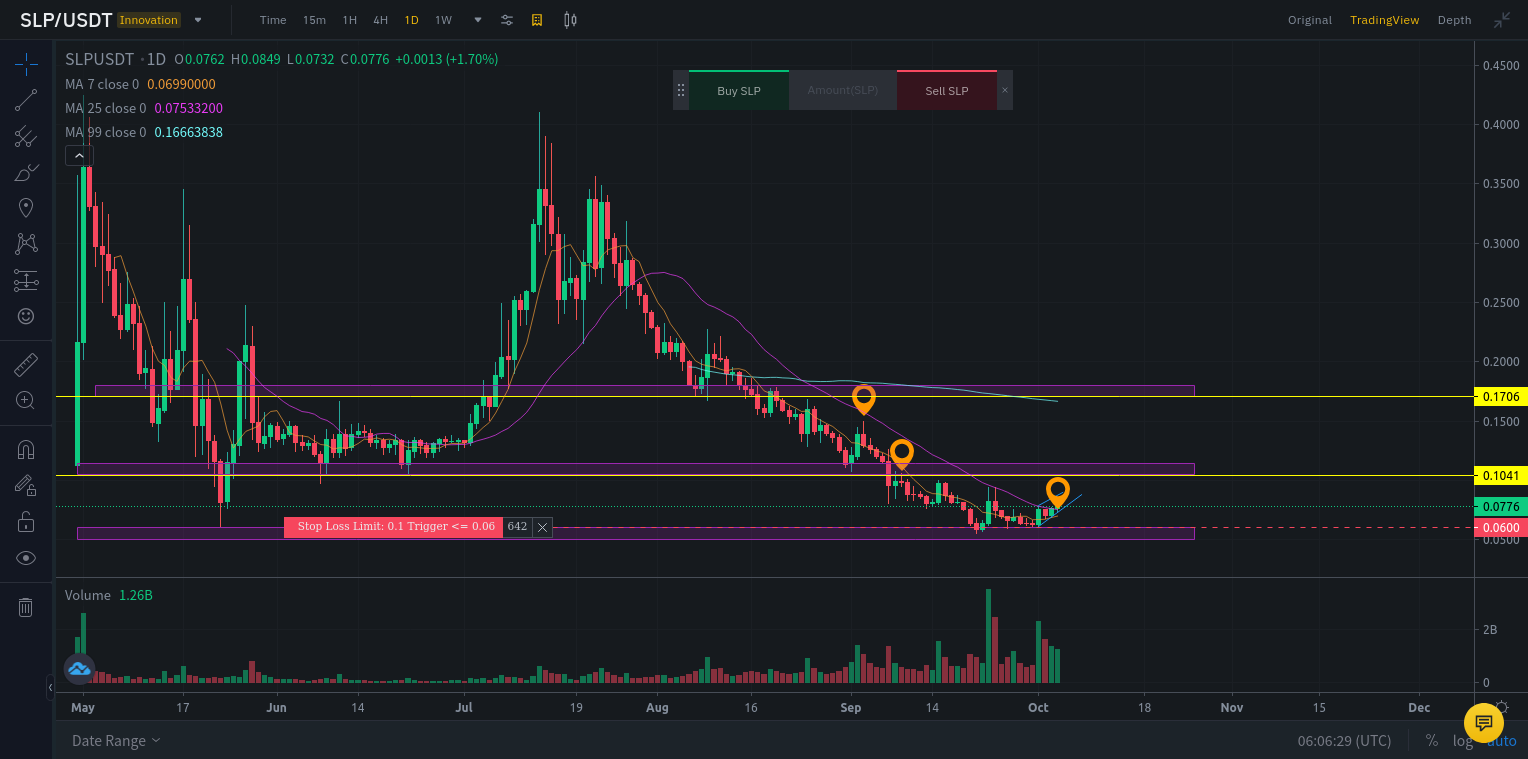 SLP/USDT Innovation Time 15m 1H 4H 1D 1W Original TradingView Depth
SLPUSDT · 1D O0.0762 H0.0849 L0.0732 C0.0776 +0.0013 (+1.70%)
MA 7 close 0 0.06990000
MA 25 close 0 0.07533200
MA 99 close 0 0.16663838
Buy SLP Amount(SLP) Sell SLP ×
0.4500
0.4000
0.3500
0.3000
0.2500
0.2000
0.1706
0.1500
0.1041
0.0776
Stop Loss Limit: 0.1 Trigger <= 0.06 642 0.0600
0.0500
Volume 1.26B
2B
0
May 17 Jun 14 Jul 19 Aug 16 Sep 14 Oct 18 Nov 15 Dec
Date Range 06:06:29 (UTC) % log auto